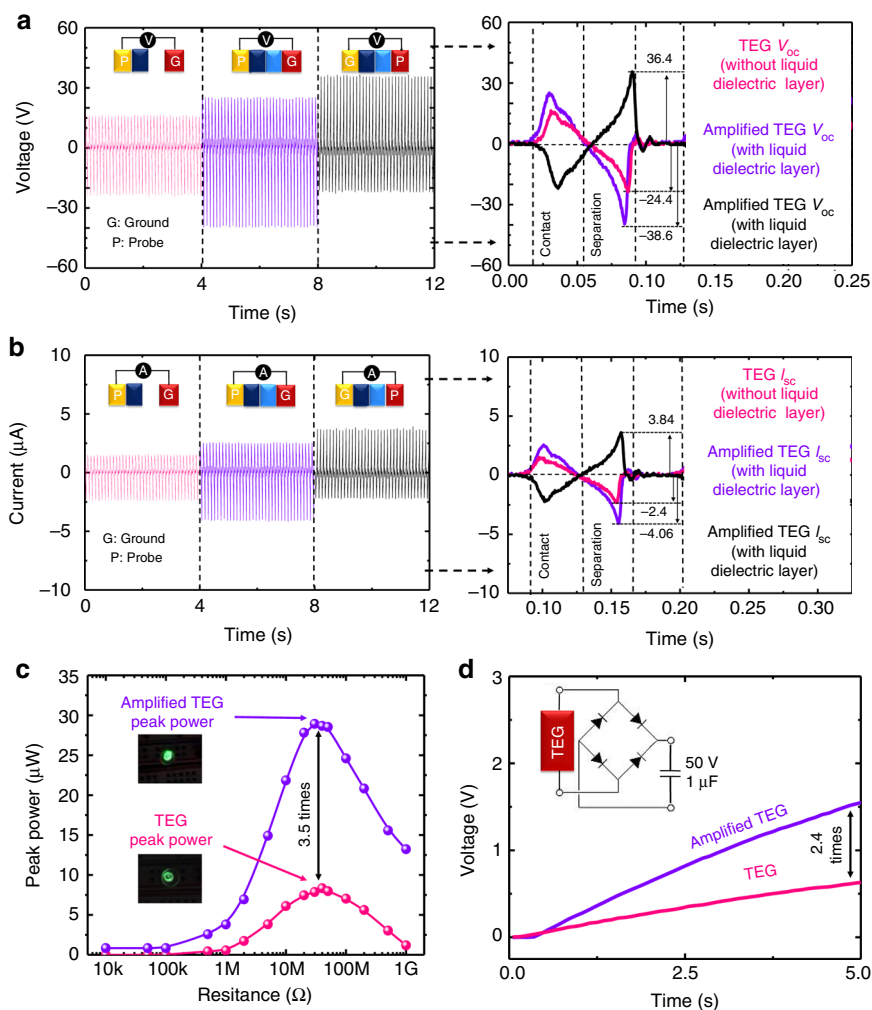 a
60
30
0
−30
−60
Voltage (V)
V
P
G
V
P
G
V
G
P
G: Ground
P: Probe
0
4
8
12
Time (s)
60
30
0
−30
−60
36.4
−24.4
−38.6
Contact
Separation
TEG Voc
(without liquid
dielectric layer)
Amplified TEG Voc
(with liquid
dielectric layer)
Amplified TEG Voc
(with liquid
dielectric layer)
0.00
0.05
0.10
0.15
0.20
0.25
Time (s)
b
10
5
0
−5
−10
Current (μA)
A
P
G
A
P
G
A
G
P
G: Ground
P: Probe
0
4
8
12
Time (s)
10
5
0
−5
−10
3.84
−2.4
−4.06
Contact
Separation
TEG Isc
(without liquid
dielectric layer)
Amplified TEG Isc
(with liquid
dielectric layer)
Amplified TEG Isc
(with liquid
dielectric layer)
0.10
0.15
0.20
0.25
0.30
Time (s)
c
35
30
25
20
15
10
5
0
Peak power (μW)
Amplified TEG
peak power
TEG
peak power
3.5 times
10k
100k
1M
10M
100M
1G
Resitance (Ω)
d
3
2
1
0
Voltage (V)
TEG
50 V
1 μF
Amplified TEG
TEG
2.4
times
0.0
2.5
5.0
Time (s)